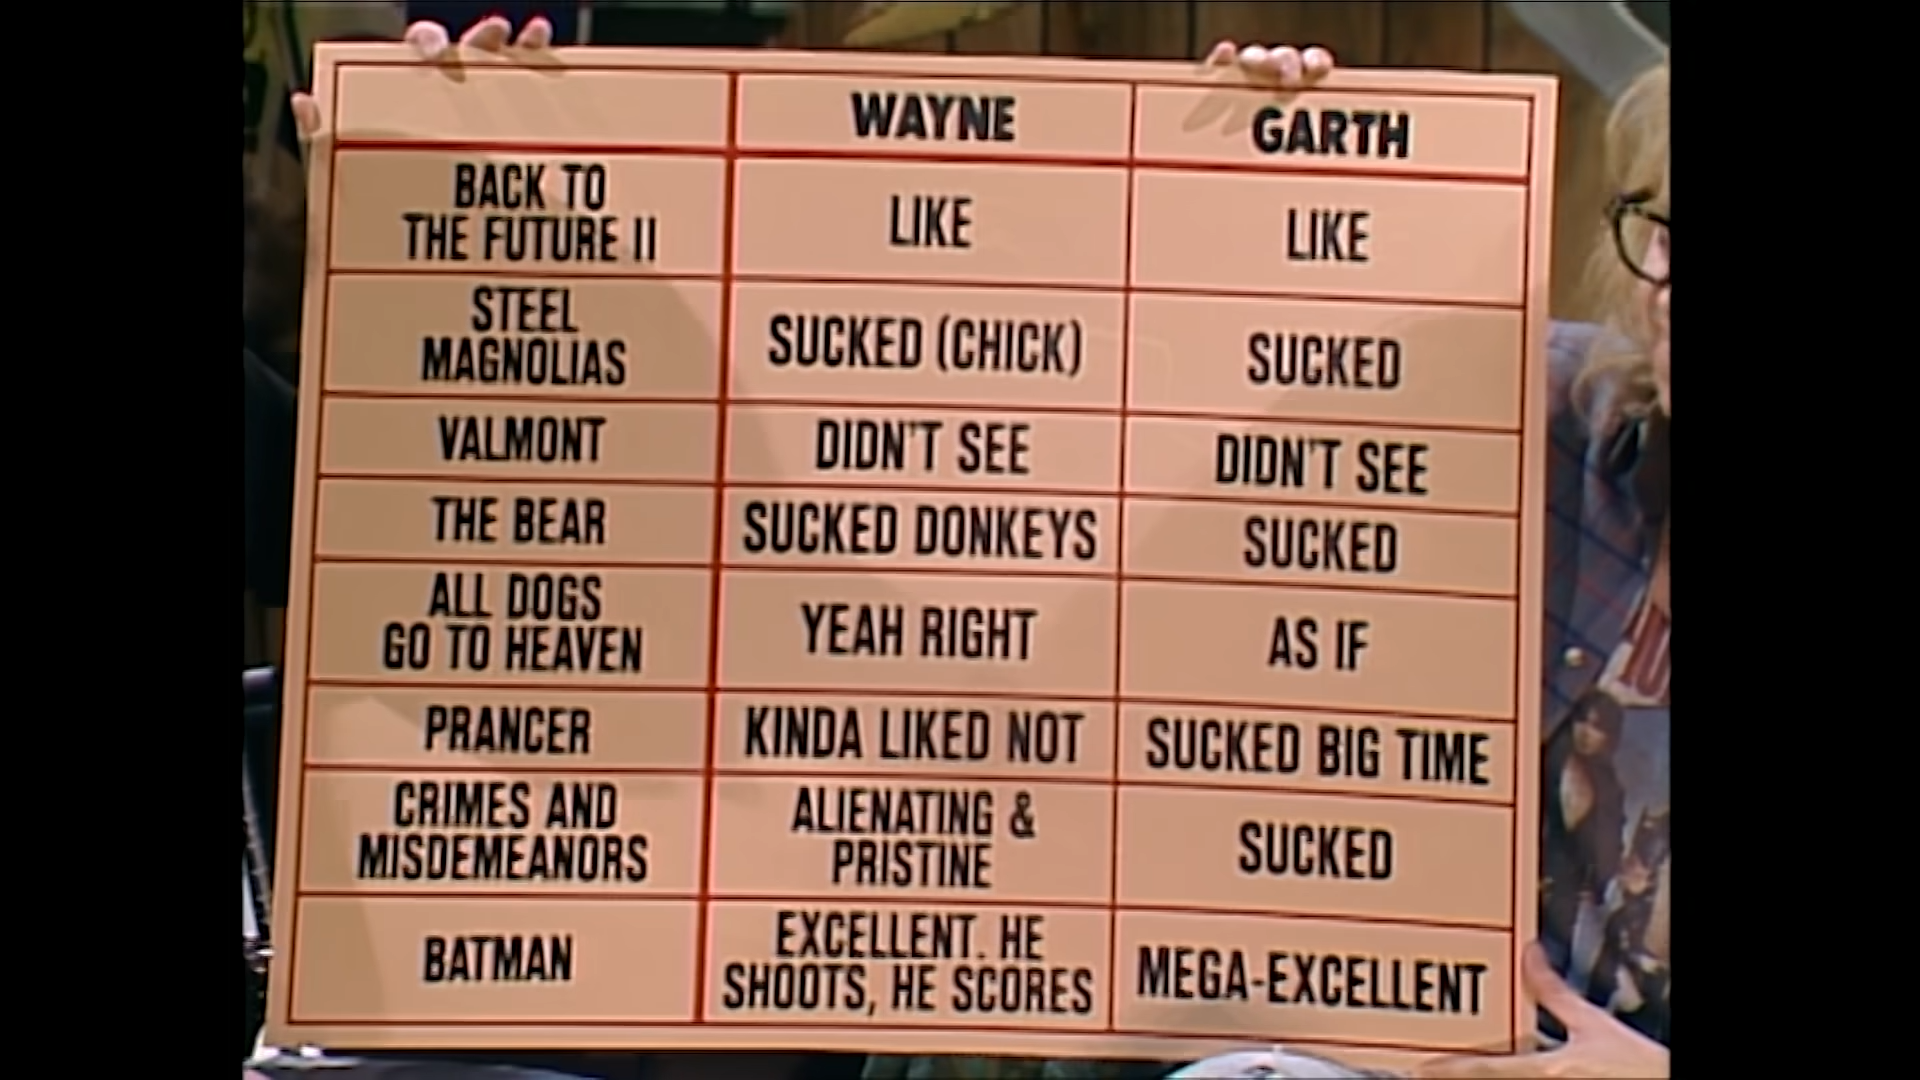 WAYNE
GARTH
BACK TO
THE FUTURE II
LIKE
LIKE
STEEL
MAGNOLIAS
SUCKED (CHICK)
SUCKED
VALMONT
DIDN'T SEE
DIDN'T SEE
THE BEAR
SUCKED DONKEYS
SUCKED
ALL DOGS
GO TO HEAVEN
YEAH RIGHT
AS IF
PRANCER
KINDA LIKED NOT
SUCKED BIG TIME
CRIMES AND
MISDEMEANORS
ALIENATING &
PRISTINE
SUCKED
BATMAN
EXCELLENT. HE
SHOOTS, HE SCORES
MEGA-EXCELLENT